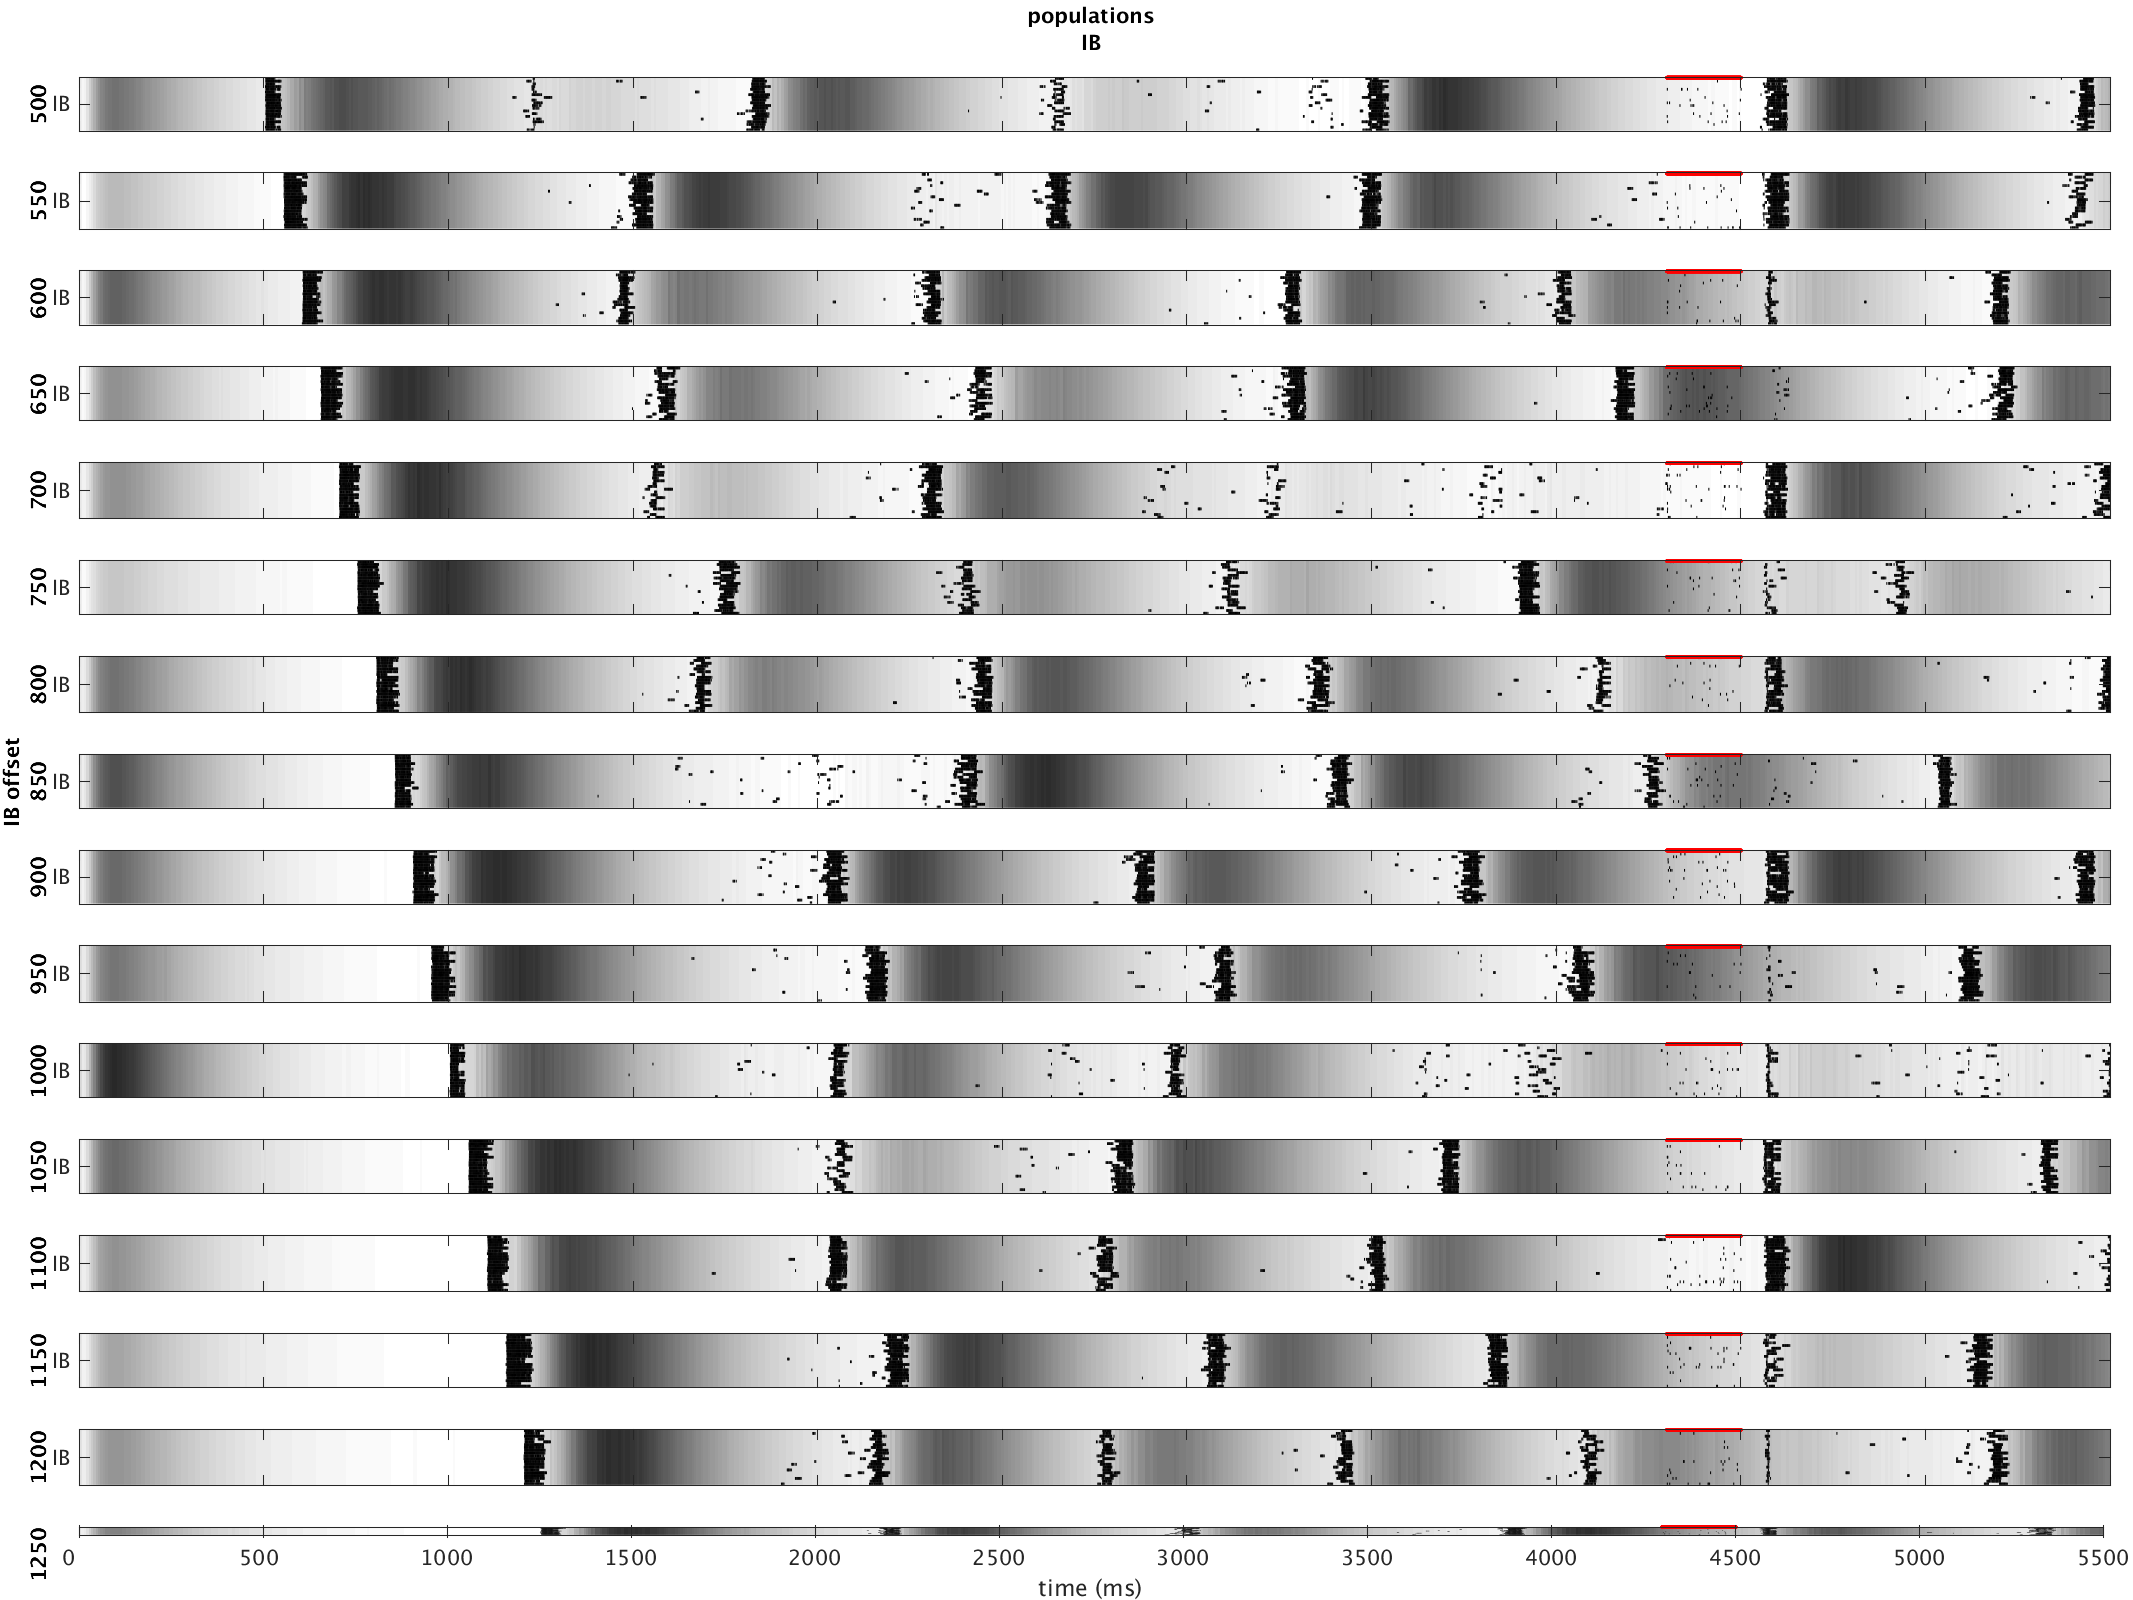 populations
IB
IB offset
500 IB
550 IB
600 IB
650 IB
700 IB
750 IB
800 IB
850 IB
900 IB
950 IB
1000 IB
1050 IB
1100 IB
1150 IB
1200 IB
1250
0 500 1000 1500 2000 2500 3000 3500 4000 4500 5000 5500
time (ms)